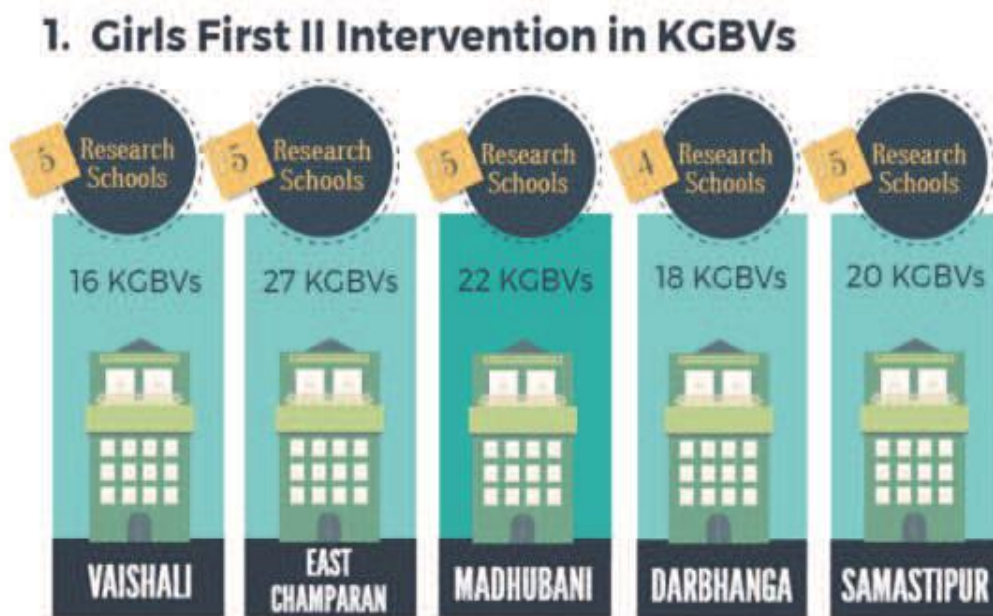 1. Girls First II Intervention in KGBVs
5 Research Schools
5 Research Schools
5 Research Schools
4 Research Schools
5 Research Schools
16 KGBVs
27 KGBVs
22 KGBVs
18 KGBVs
20 KGBVs
VAISHALI
EAST
CHAMPARAN
MADHUBANI
DARBHANGA
SAMASTIPUR